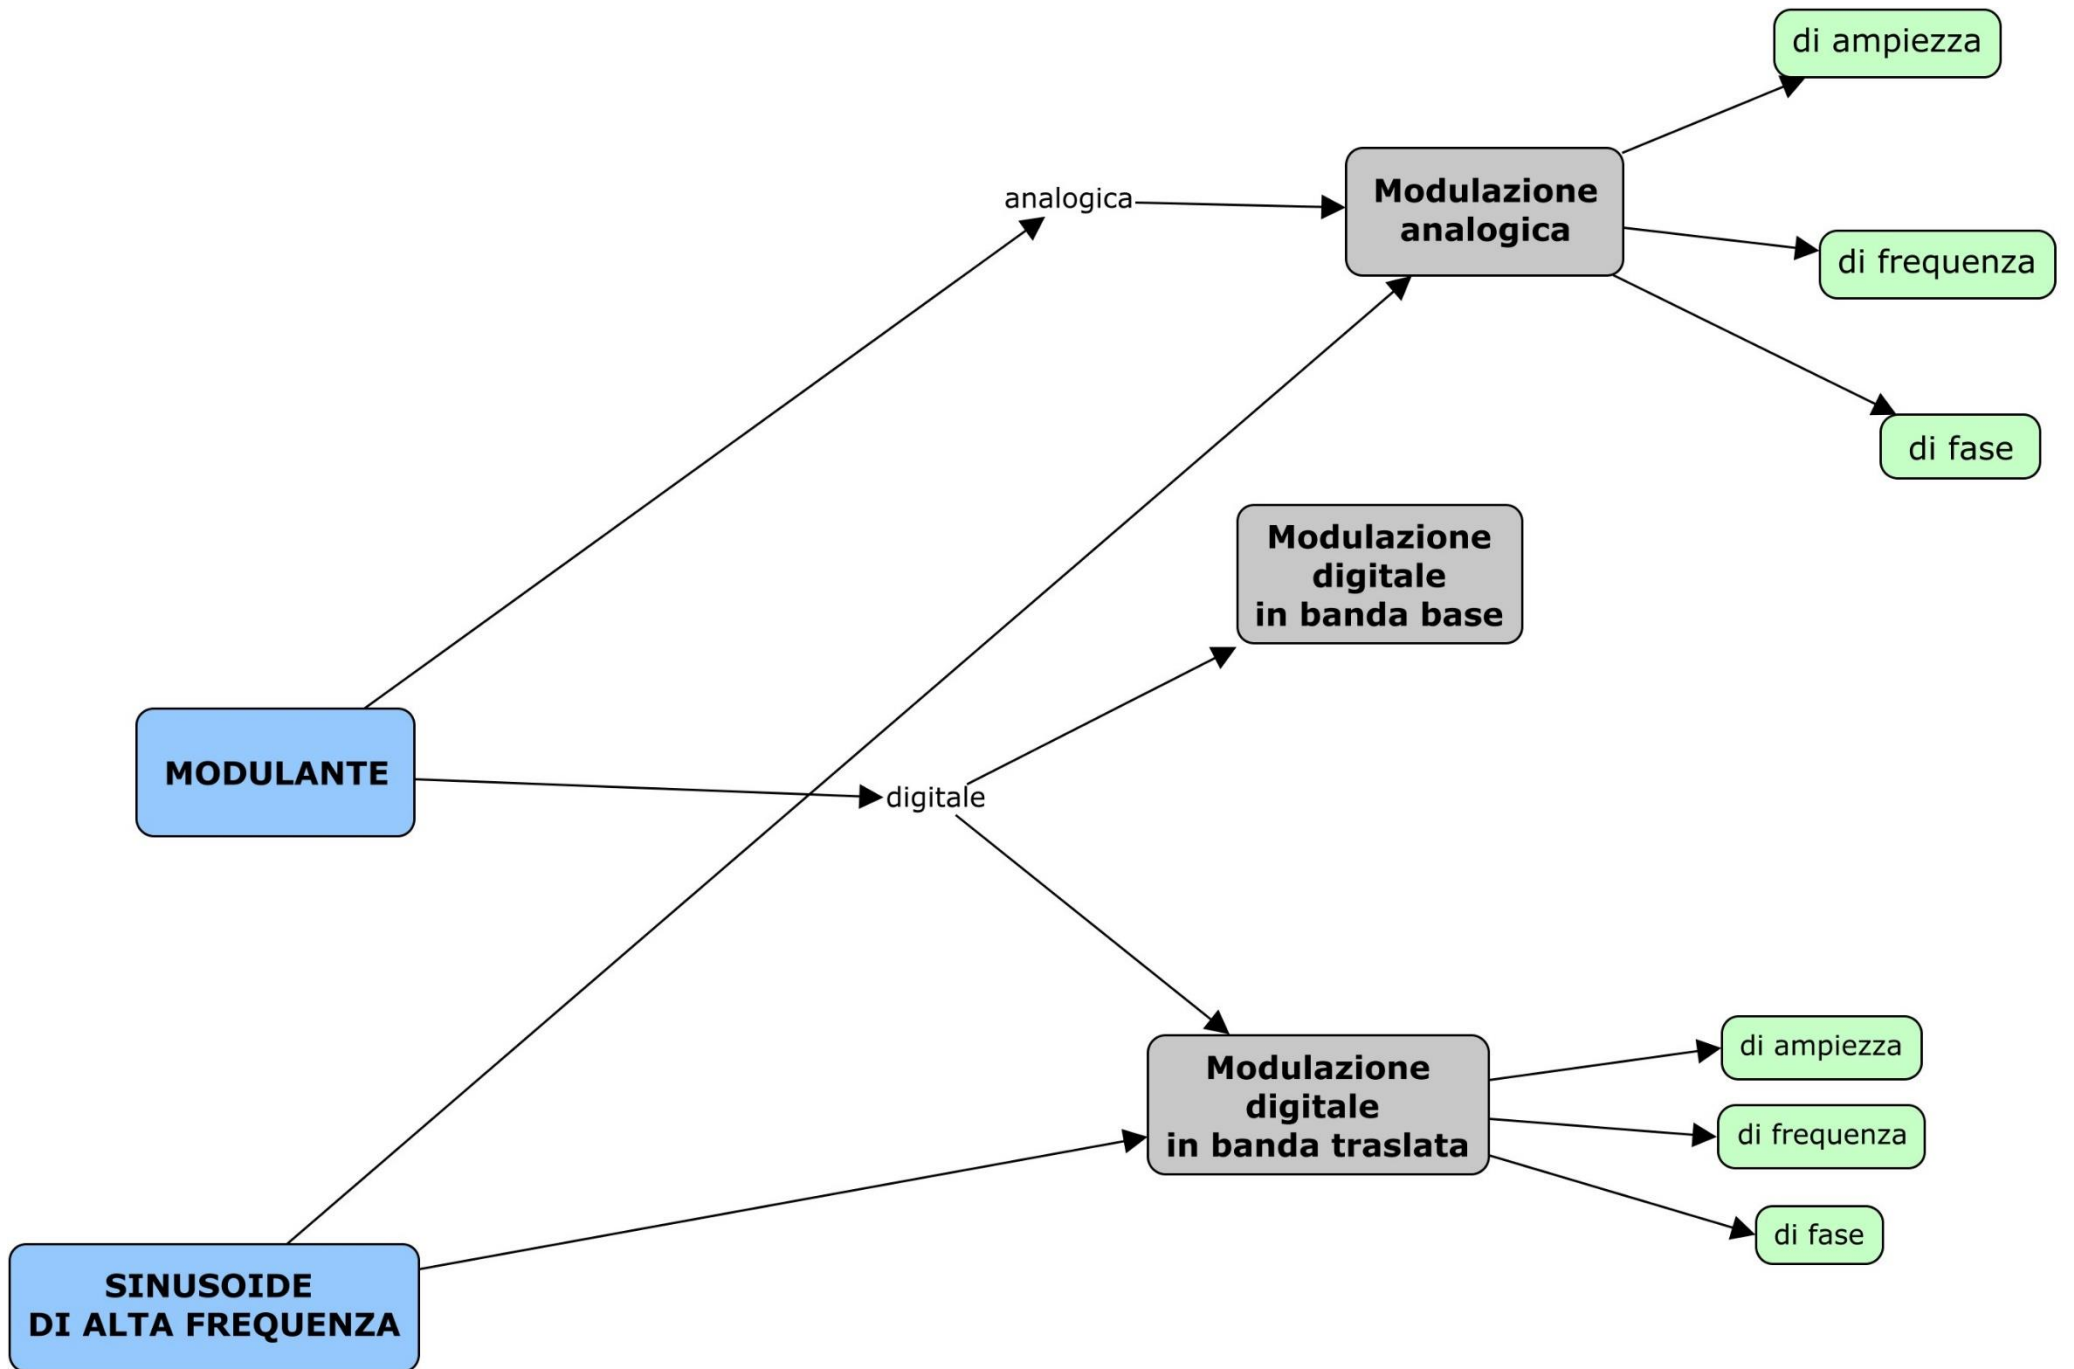 di ampiezza
analogica
Modulazione
analogica
di frequenza
di fase
Modulazione
digitale
in banda base
MODULANTE
digitale
Modulazione
digitale
in banda traslata
di ampiezza
di frequenza
di fase
SINUSOIDE
DI ALTA FREQUENZA